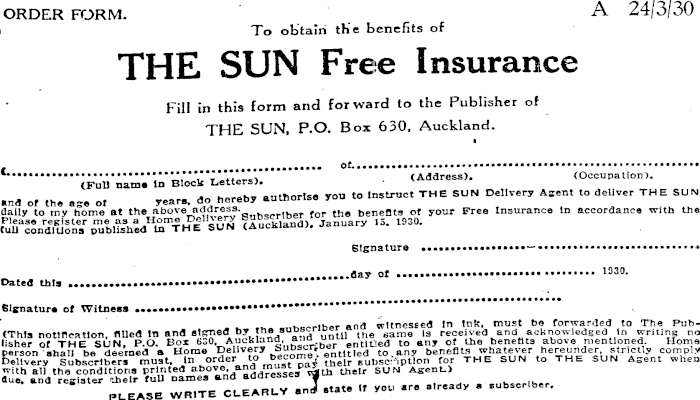 ORDER FORM. A 24/3/30
To obtain the benefits of
THE SUN Free Insurance
Fill in this form and forward to the Publisher of
THE SUN, P.O. Box 630, Auckland.
I.............................. of..............................
(Full name in Block Letters). (Address). (Occupation).
and of the age of years, do hereby authorise you to instruct THE SUN Delivery Agent to deliver THE SUN
daily to my home at the above address.
Please register me as a Home Delivery Subscriber for the benefits of your Free Insurance in accordance with the
full conditions published in THE SUN (Auckland), January 15, 1930.
Signature ..............................
Dated this ..............................day of .............................. 1930.
Signature of Witness ..............................
(This notification, filled in and signed by the subscriber and witnessed in ink, must be forwarded to The Pub-
lisher of THE SUN, P.O. Box 630, Auckland, and until the same is received and acknowledged in writing no
person shall be deemed a Home Delivery Subscriber entitled to any of the benefits above mentioned. Home
Delivery Subscribers must, in order to become entitled to any benefits whatever hereunder, strictly comply
with all the conditions printed above, and must pay their subscription for THE SUN to THE SUN Agent when
due, and register their full names and addresses with their SUN Agent.)
PLEASE WRITE CLEARLY and state if you are already a subscriber.